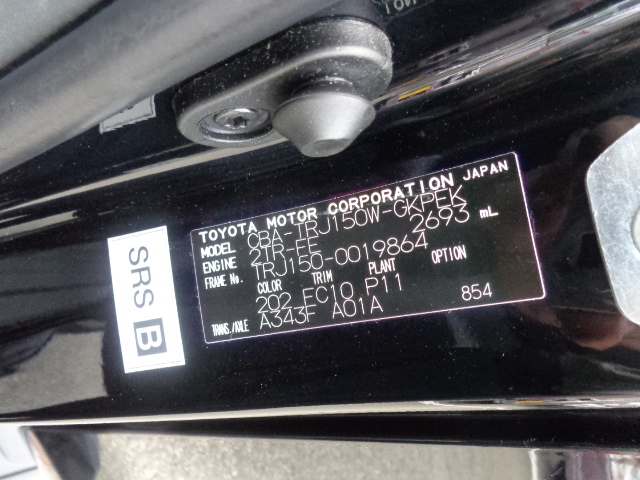 TOYOTA MOTOR CORPORATION JAPAN
MODEL CBA-TRJ150W-GKPEK
ENGINE 2TR-FE 2693 mL
FRAME No. TRJ150-0019864
COLOR TRIM PLANT OPTION
202 FC10 P11
TRANS./AXLE A343F A01A 854
SRS B